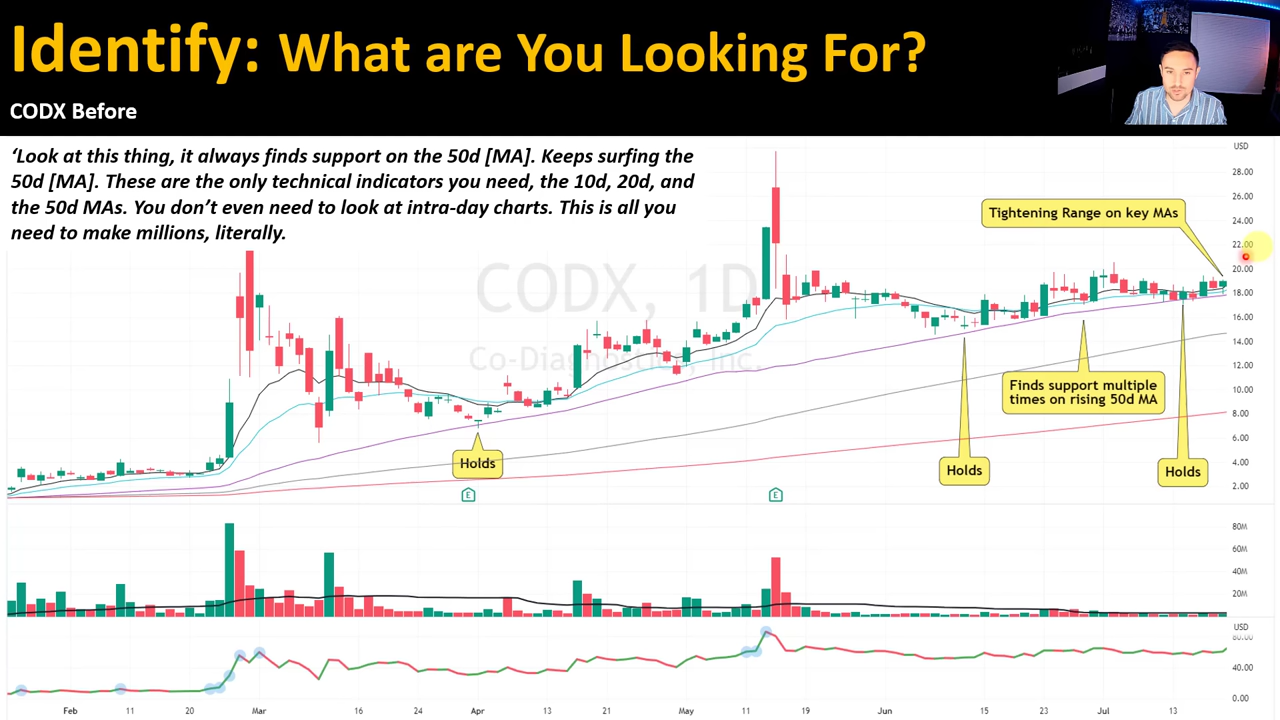 Identify: What are You Looking For?
CODX Before
‘Look at this thing, it always finds support on the 50d [MA]. Keeps surfing the
50d [MA]. These are the only technical indicators you need, the 10d, 20d, and
the 50d MAs. You don’t even need to look at intra-day charts. This is all you
need to make millions, literally.
USD
28.00
26.00
24.00
22.00
20.00
18.00
16.00
14.00
12.00
10.00
8.00
6.00
4.00
2.00
CODX, 1D
Co-Diagnostics, Inc.
Tightening Range on key MAs
Finds support multiple
times on rising 50d MA
Holds
Holds
Holds
E
E
80M
60M
40M
20M
USD
80.00
40.00
0.00
Feb
11
20
Mar
16
24
Apr
13
21
May
11
19
Jun
15
23
Jul
13